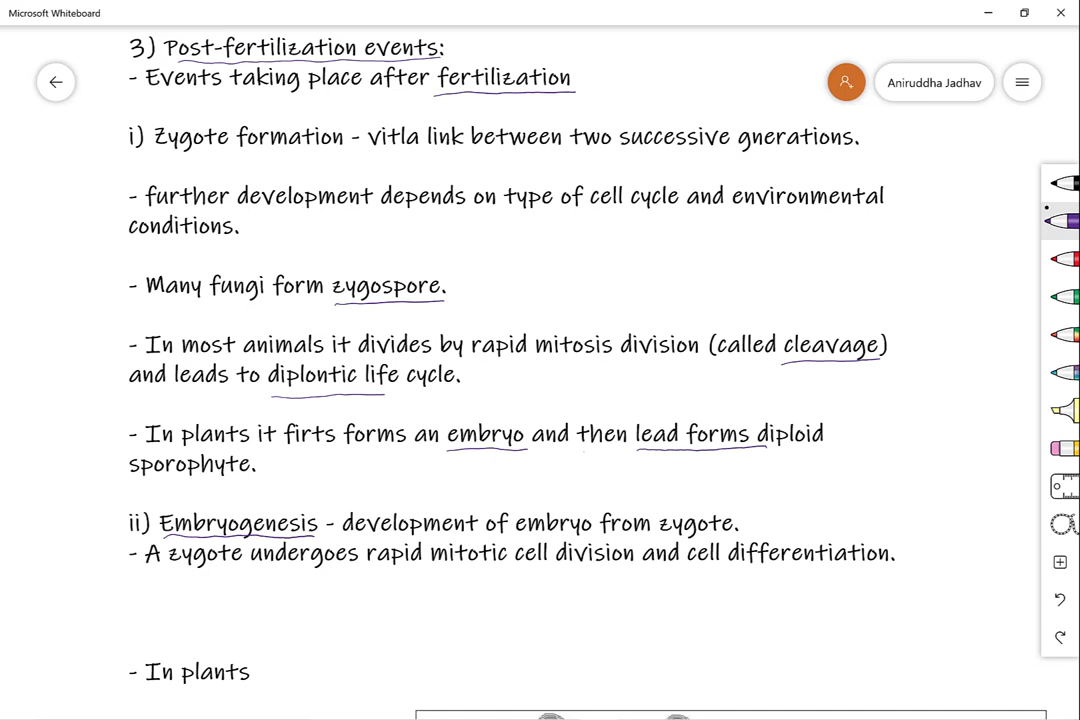 Microsoft Whiteboard
3) Post-fertilization events:
- Events taking place after fertilization
Aniruddha Jadhav
i) Zygote formation - vitla link between two successive gnerations.
- further development depends on type of cell cycle and environmental
conditions.
- Many fungi form zygospore.
- In most animals it divides by rapid mitosis division (called cleavage)
and leads to diplontic life cycle.
- In plants it firts forms an embryo and then lead forms diploid
sporophyte.
ii) Embryogenesis - development of embryo from zygote.
- A zygote undergoes rapid mitotic cell division and cell differentiation.
- In plants